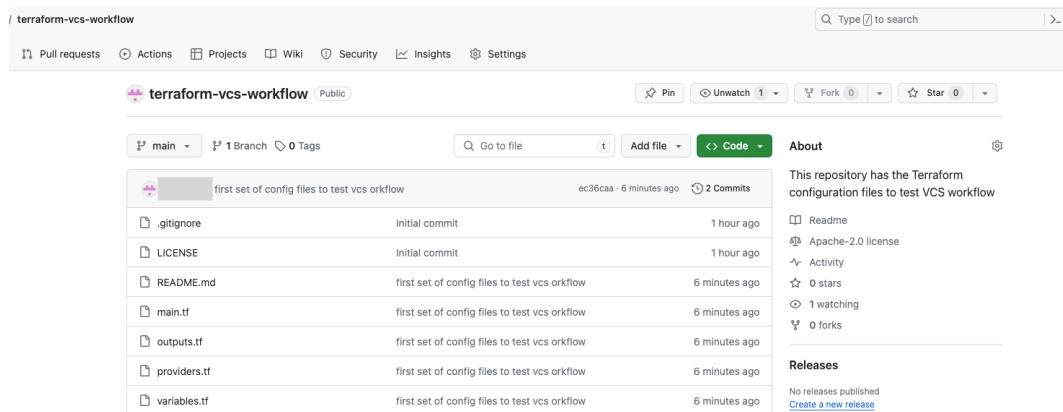 / terraform-vcs-workflow
Type / to search
>_
Pull requests Actions Projects Wiki Security Insights Settings
terraform-vcs-workflow Public
Pin Unwatch 1 Fork 0 Star 0
main 1 Branch 0 Tags Go to file t Add file <> Code
first set of config files to test vcs orkflow ec36caa · 6 minutes ago 2 Commits
.gitignore Initial commit 1 hour ago
LICENSE Initial commit 1 hour ago
README.md first set of config files to test vcs orkflow 6 minutes ago
main.tf first set of config files to test vcs orkflow 6 minutes ago
outputs.tf first set of config files to test vcs orkflow 6 minutes ago
providers.tf first set of config files to test vcs orkflow 6 minutes ago
variables.tf first set of config files to test vcs orkflow 6 minutes ago
About
This repository has the Terraform
configuration files to test VCS workflow
Readme
Apache-2.0 license
Activity
0 stars
1 watching
0 forks
Releases
No releases published
Create a new release